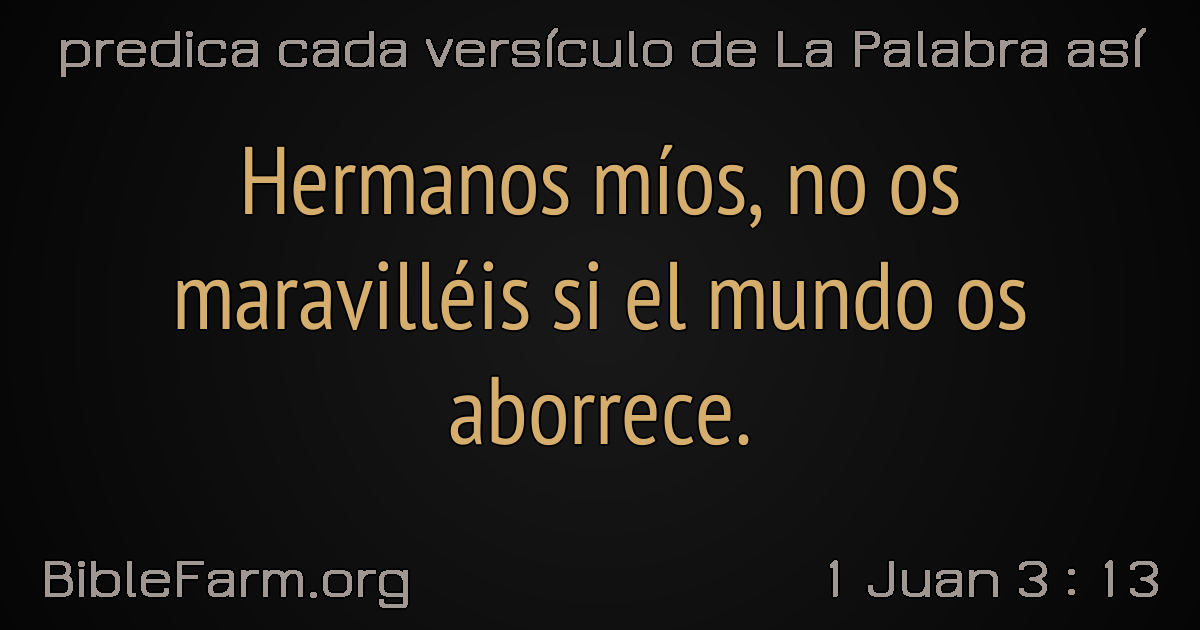 predica cada versículo de La Palabra así
Hermanos míos, no os
maravilléis si el mundo os
aborrece.
BibleFarm.org
1 Juan 3 : 13